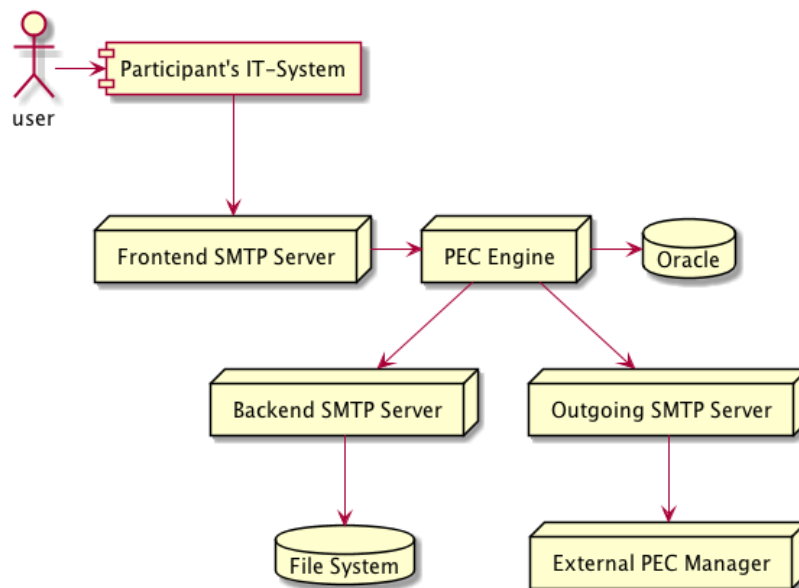 Participant's IT-System
user
Frontend SMTP Server
PEC Engine
Oracle
Backend SMTP Server
Outgoing SMTP Server
File System
External PEC Manager